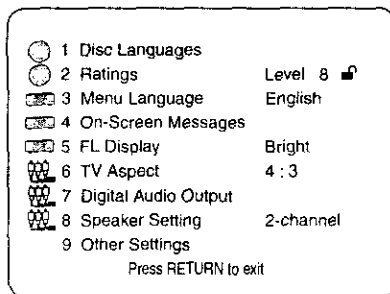 1 Disc Languages
2 Ratings Level 8
3 Menu Language English
4 On-Screen Messages
5 FL Display Bright
6 TV Aspect 4 : 3
7 Digital Audio Output
8 Speaker Setting 2-channel
9 Other Settings
Press RETURN to exit